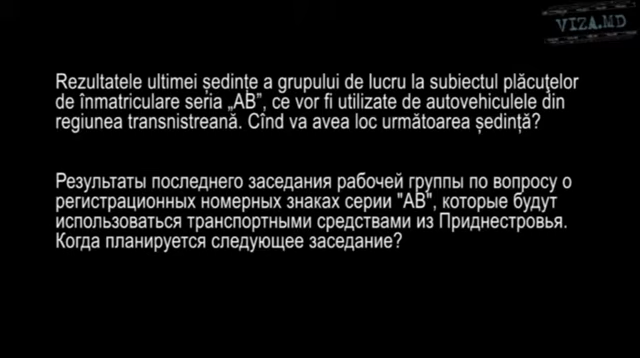 VIZA.MD
Rezultatele ultimei ședințe a grupului de lucru la subiectul plăcuțelor
de înmatriculare seria „AB”, ce vor fi utilizate de autovehiculele din
regiunea transnistreană. Cînd va avea loc următoarea ședință?
Результаты последнего заседания рабочей группы по вопросу о
регистрационных номерных знаках серии "АВ", которые будут
использоваться транспортными средствами из Приднестровья.
Когда планируется следующее заседание?